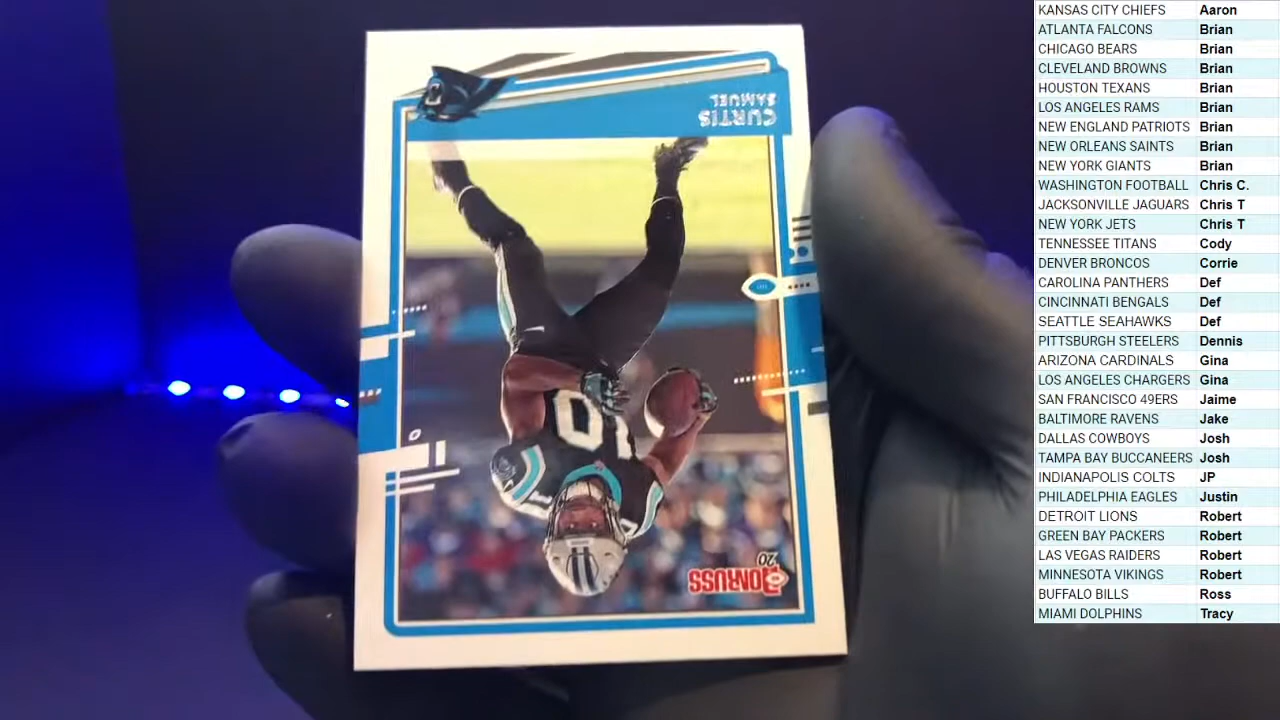 CURTIS
SAMUEL
10
DONRUSS
'20
KANSAS CITY CHIEFS Aaron
ATLANTA FALCONS Brian
CHICAGO BEARS Brian
CLEVELAND BROWNS Brian
HOUSTON TEXANS Brian
LOS ANGELES RAMS Brian
NEW ENGLAND PATRIOTS Brian
NEW ORLEANS SAINTS Brian
NEW YORK GIANTS Brian
WASHINGTON FOOTBALL Chris C.
JACKSONVILLE JAGUARS Chris T
NEW YORK JETS Chris T
TENNESSEE TITANS Cody
DENVER BRONCOS Corrie
CAROLINA PANTHERS Def
CINCINNATI BENGALS Def
SEATTLE SEAHAWKS Def
PITTSBURGH STEELERS Dennis
ARIZONA CARDINALS Gina
LOS ANGELES CHARGERS Gina
SAN FRANCISCO 49ERS Jaime
BALTIMORE RAVENS Jake
DALLAS COWBOYS Josh
TAMPA BAY BUCCANEERS Josh
INDIANAPOLIS COLTS JP
PHILADELPHIA EAGLES Justin
DETROIT LIONS Robert
GREEN BAY PACKERS Robert
LAS VEGAS RAIDERS Robert
MINNESOTA VIKINGS Robert
BUFFALO BILLS Ross
MIAMI DOLPHINS Tracy